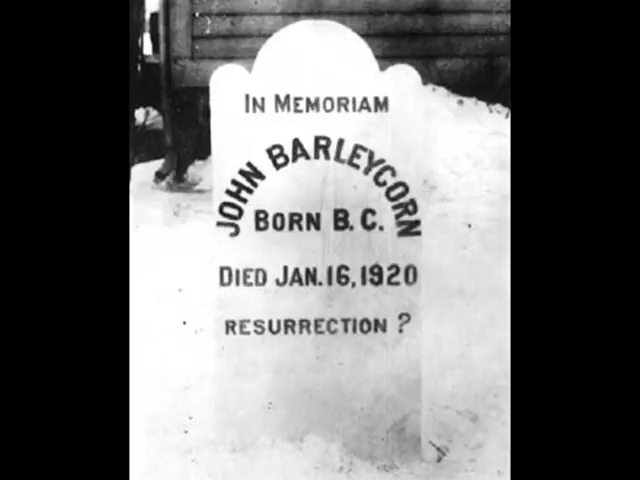 IN MEMORIAM
JOHN BARLEYCORN
BORN B.C.
DIED JAN.16,1920
RESURRECTION ?